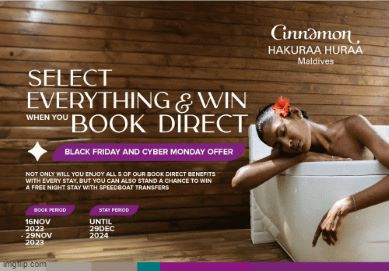 Cinnamon
HAKURAA HURAA
Maldives
SELECT
EVERYTHING & WIN
WHEN YOU BOOK DIRECT
BLACK FRIDAY AND CYBER MONDAY OFFER
NOT ONLY WILL YOU ENJOY ALL 5 OF OUR BOOK DIRECT BENEFITS
WITH EVERY STAY, BUT YOU CAN ALSO STAND A CHANCE TO WIN
A FREE NIGHT STAY WITH SPEEDBOAT TRANSFERS
BOOK PERIOD
16NOV
2023
- 29NOV
2023
STAY PERIOD
UNTIL
29DEC
2024
imgflip.com